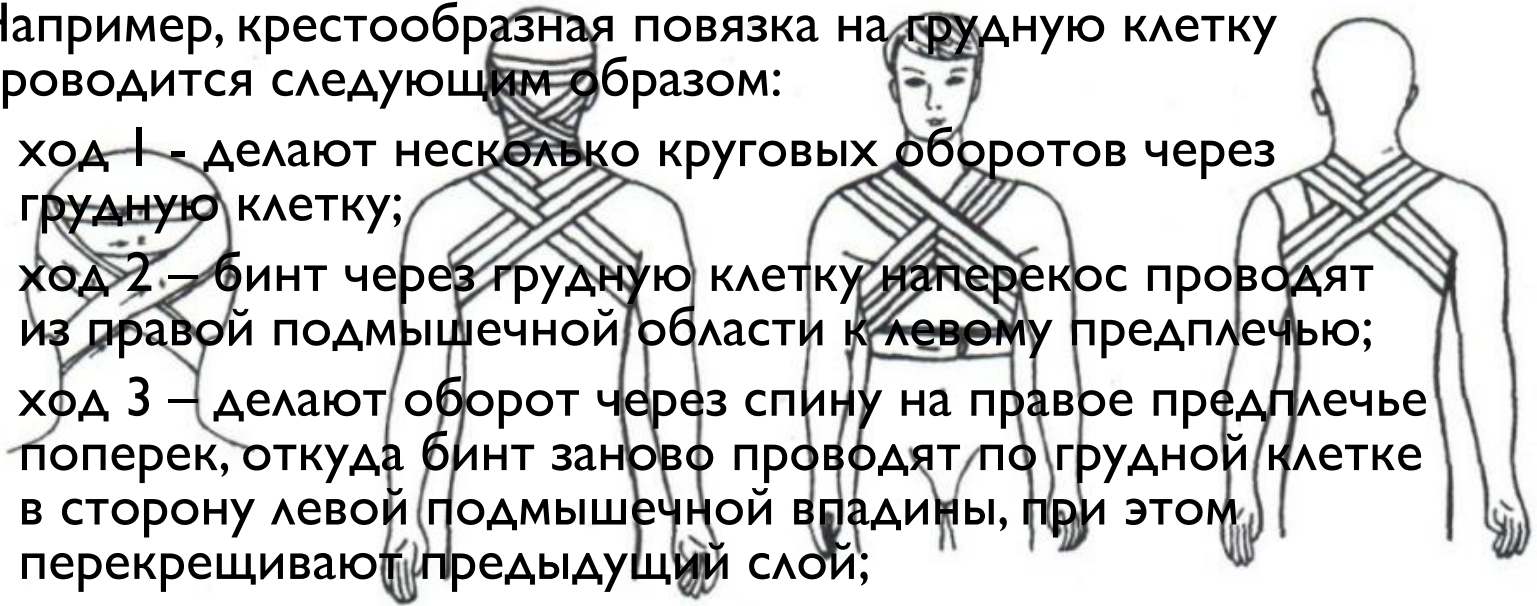 Например, крестообразная повязка на грудную клетку
роводится следующим образом:
ход 1 - делают несколько круговых оборотов через
грудную клетку;
ход 2 – бинт через грудную клетку наперекос проводят
из правой подмышечной области к левому предплечью;
ход 3 – делают оборот через спину на правое предплечье
поперек, откуда бинт заново проводят по грудной клетке
в сторону левой подмышечной впадины, при этом
перекрещивают предыдущий слой;